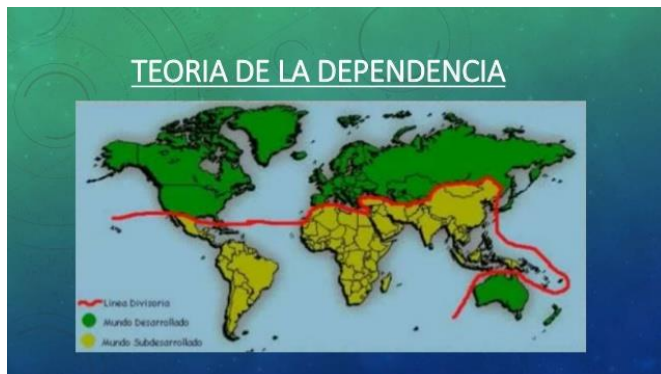 TEORIA DE LA DEPENDENCIA
Linea Divisoria
Mundo Desarrollado
Mundo Subdesarrollado